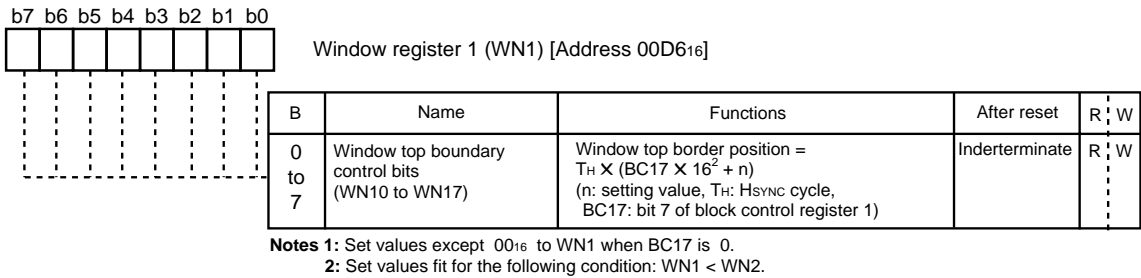 b7 b6 b5 b4 b3 b2 b1 b0
Window register 1 (WN1) [Address 00D6₁₆]
B Name Functions After reset R W
0 to 7
Window top boundary
control bits
(WN10 to WN17)
Window top border position =
TH X (BC17 X 16² + n)
(n: setting value, TH: HSYNC cycle,
BC17: bit 7 of block control register 1)
Inderterminate R W
Notes 1: Set values except 00₁₆ to WN1 when BC17 is 0.
2: Set values fit for the following condition: WN1 < WN2.